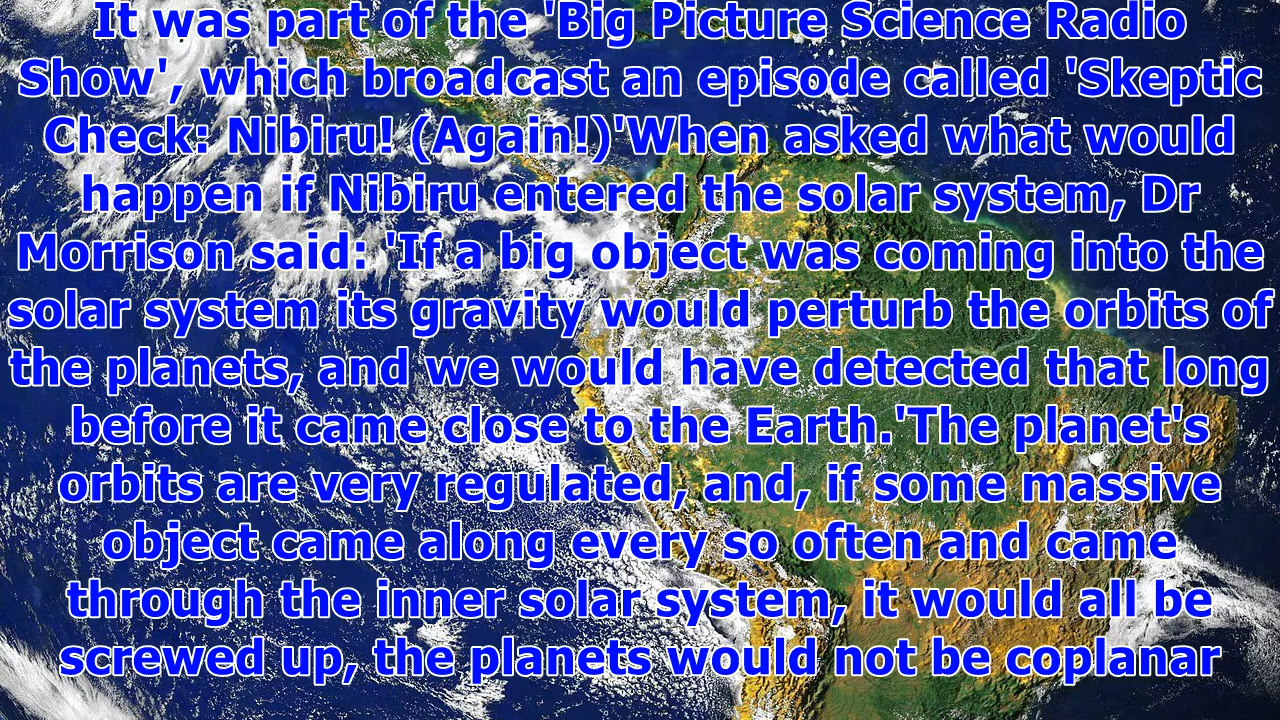 It was part of the 'Big Picture Science Radio
Show', which broadcast an episode called 'Skeptic
Check: Nibiru! (Again!)'When asked what would
happen if Nibiru entered the solar system, Dr
Morrison said: 'If a big object was coming into the
solar system its gravity would perturb the orbits of
the planets, and we would have detected that long
before it came close to the Earth.'The planet's
orbits are very regulated, and, if some massive
object came along every so often and came
through the inner solar system, it would all be
screwed up, the planets would not be coplanar